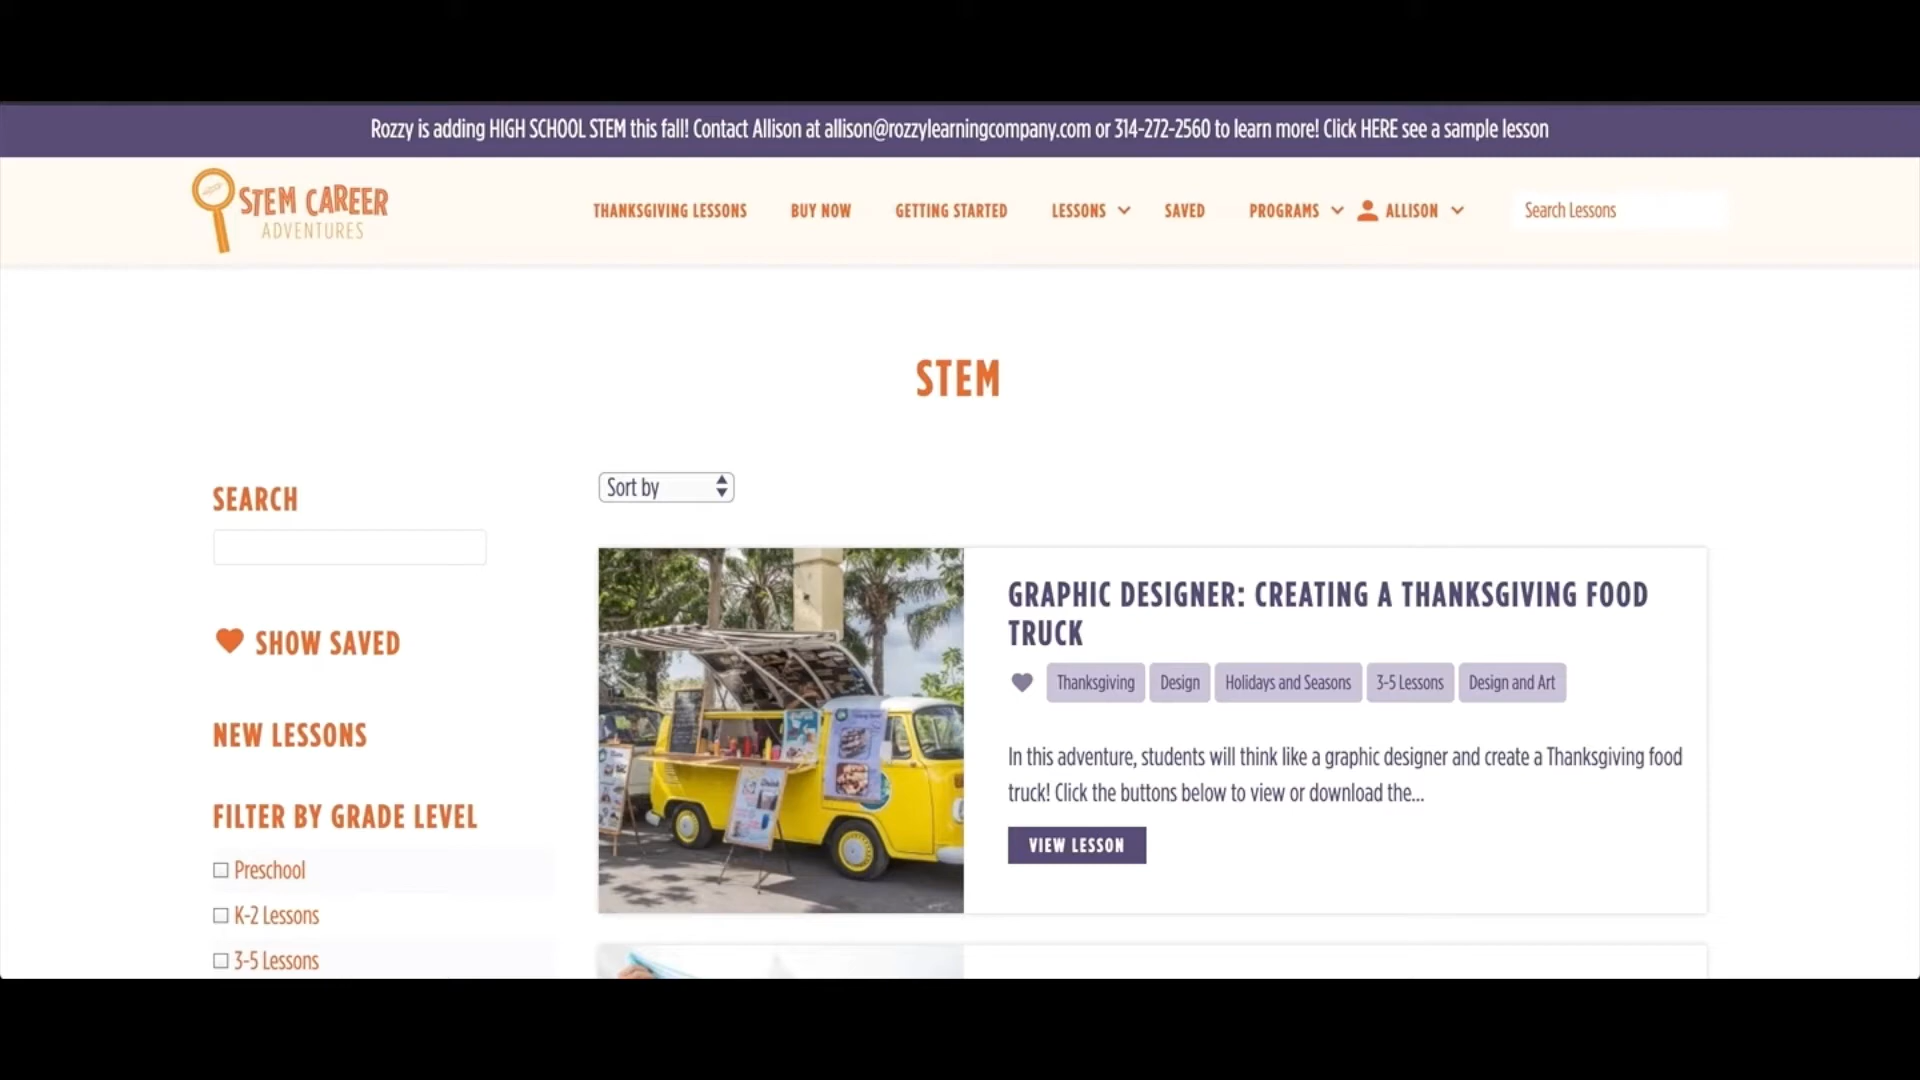 Rozzy is adding HIGH SCHOOL STEM this fall! Contact Allison at allison@rozzylearningcompany.com or 314-272-2560 to learn more! Click HERE see a sample lesson
STEM CAREER
ADVENTURES
THANKSGIVING LESSONS
BUY NOW
GETTING STARTED
LESSONS
SAVED
PROGRAMS
ALLISON
Search Lessons
STEM
SEARCH
SHOW SAVED
NEW LESSONS
FILTER BY GRADE LEVEL
Preschool
K-2 Lessons
3-5 Lessons
Sort by
GRAPHIC DESIGNER: CREATING A THANKSGIVING FOOD
TRUCK
Thanksgiving
Design
Holidays and Seasons
3-5 Lessons
Design and Art
In this adventure, students will think like a graphic designer and create a Thanksgiving food
truck! Click the buttons below to view or download the...
VIEW LESSON